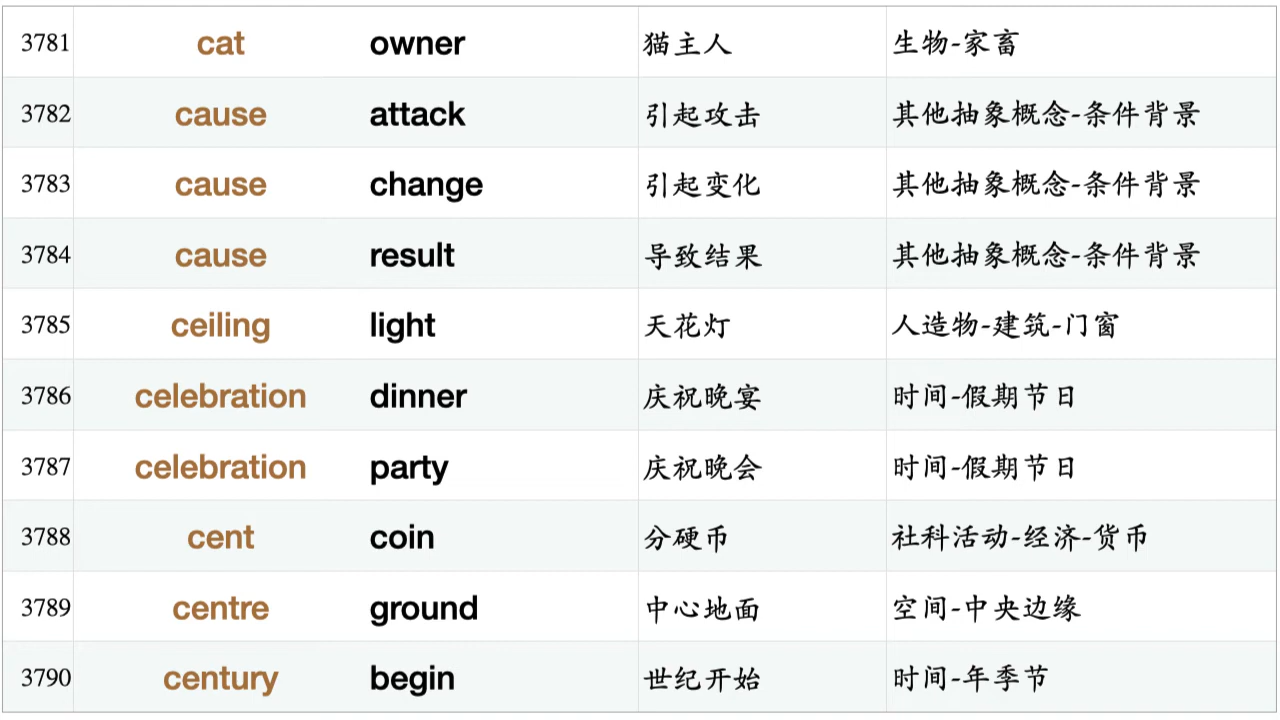 3781 cat owner 猫主人 生物-家畜
3782 cause attack 引起攻击 其他抽象概念-条件背景
3783 cause change 引起变化 其他抽象概念-条件背景
3784 cause result 导致结果 其他抽象概念-条件背景
3785 ceiling light 天花灯 人造物-建筑-门窗
3786 celebration dinner 庆祝晚宴 时间-假期节日
3787 celebration party 庆祝晚会 时间-假期节日
3788 cent coin 分硬币 社科活动-经济-货币
3789 centre ground 中心地面 空间-中央边缘
3790 century begin 世纪开始 时间-年季节